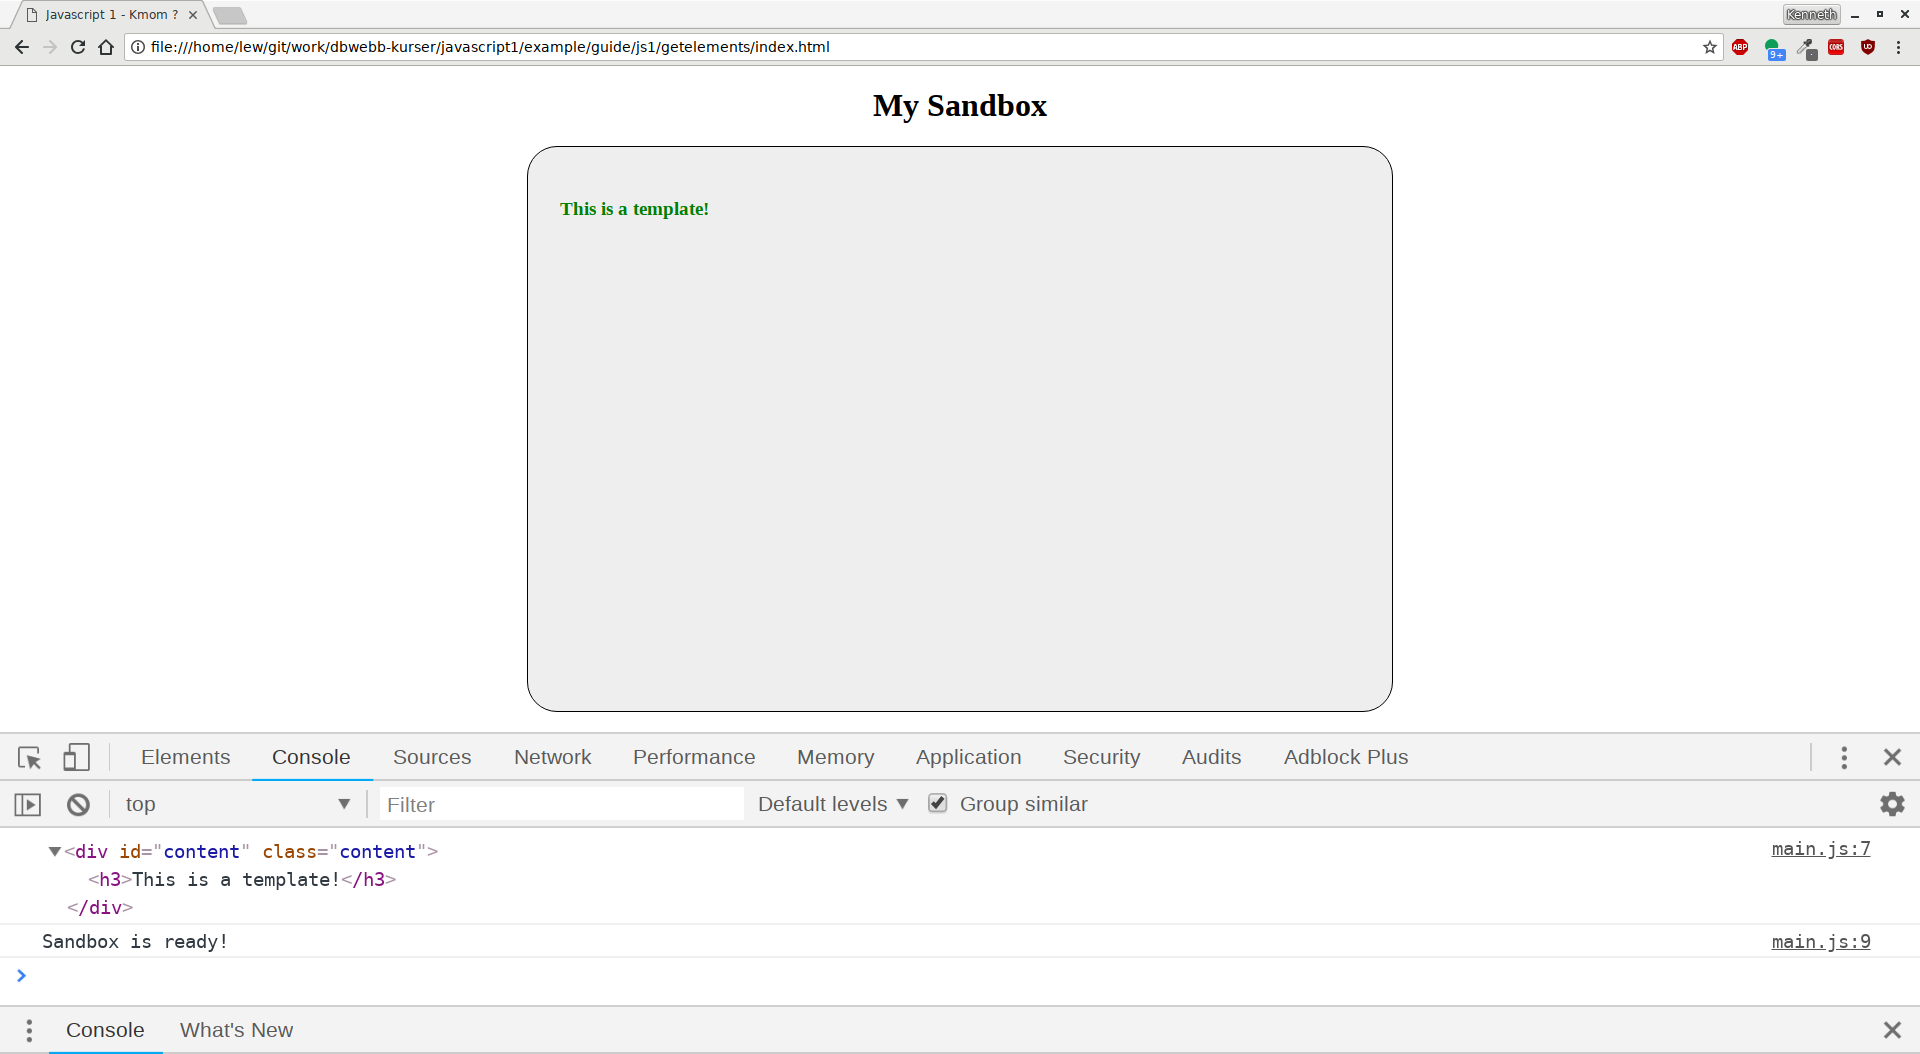 Javascript 1 - Kmom ?
Kenneth
file:///home/lew/git/work/dbwebb-kurser/javascript1/example/guide/js1/getelements/index.html
ABP
9+
CORS
My Sandbox
This is a template!
Elements Console Sources Network Performance Memory Application Security Audits Adblock Plus
top Filter Default levels Group similar
<div id="content" class="content"> main.js:7
<h3>This is a template!</h3>
</div>
Sandbox is ready! main.js:9
Console What's New